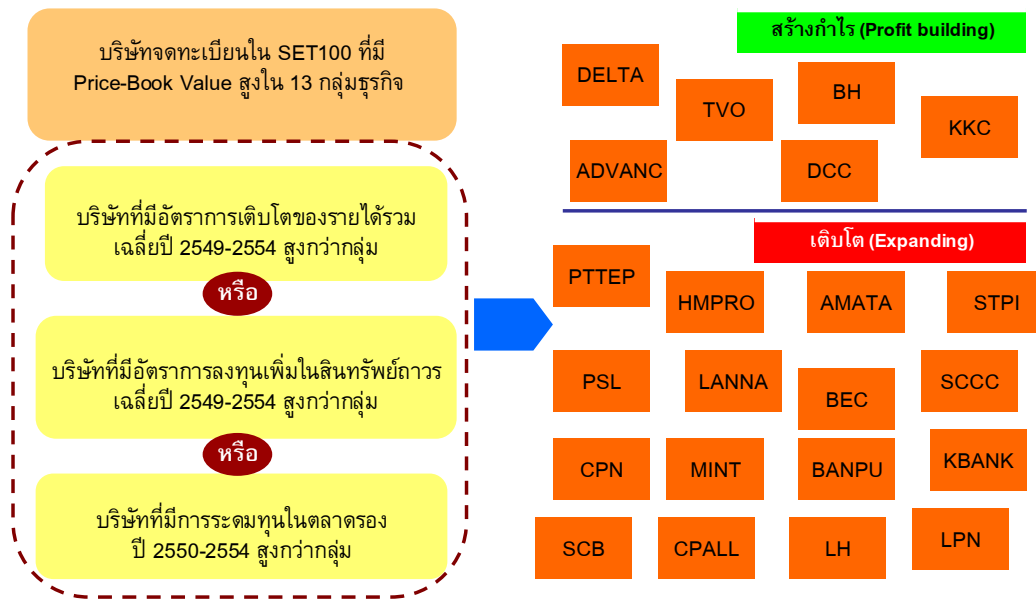 บริษัทจดทะเบียนใน SET100 ที่มี
Price-Book Value สูงใน 13 กลุ่มธุรกิจ
บริษัทที่มีอัตราการเติบโตของรายได้รวม
เฉลี่ยปี 2549-2554 สูงกว่ากลุ่ม
หรือ
บริษัทที่มีอัตราการลงทุนเพิ่มในสินทรัพย์ถาวร
เฉลี่ยปี 2549-2554 สูงกว่ากลุ่ม
หรือ
บริษัทที่มีการระดมทุนในตลาดรอง
ปี 2550-2554 สูงกว่ากลุ่ม
สร้างกำไร (Profit building)
DELTA
TVO
BH
KKC
ADVANC
DCC
เติบโต (Expanding)
PTTEP
HMPRO
AMATA
STPI
PSL
LANNA
BEC
SCCC
CPN
MINT
BANPU
KBANK
SCB
CPALL
LH
LPN